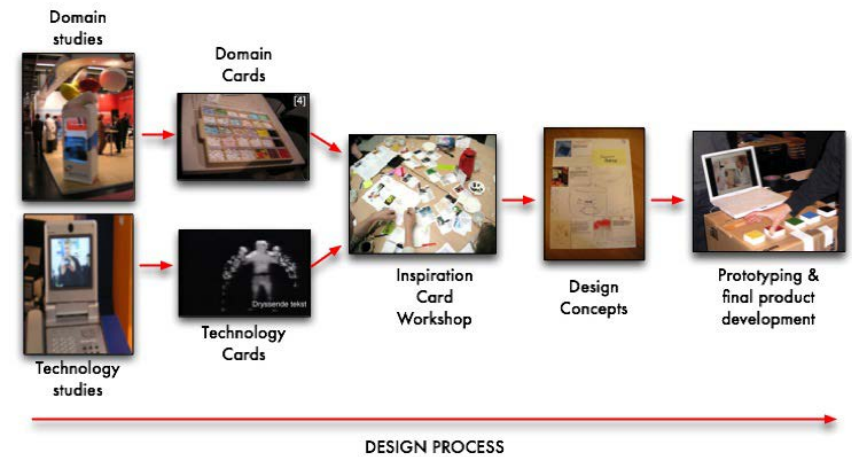 Domain
studies
Domain
Cards
[4]
Dryssende tekst
Technology
Cards
Technology
studies
Inspiration
Card
Workshop
Design
Concepts
Prototyping &
final product
development
DESIGN PROCESS